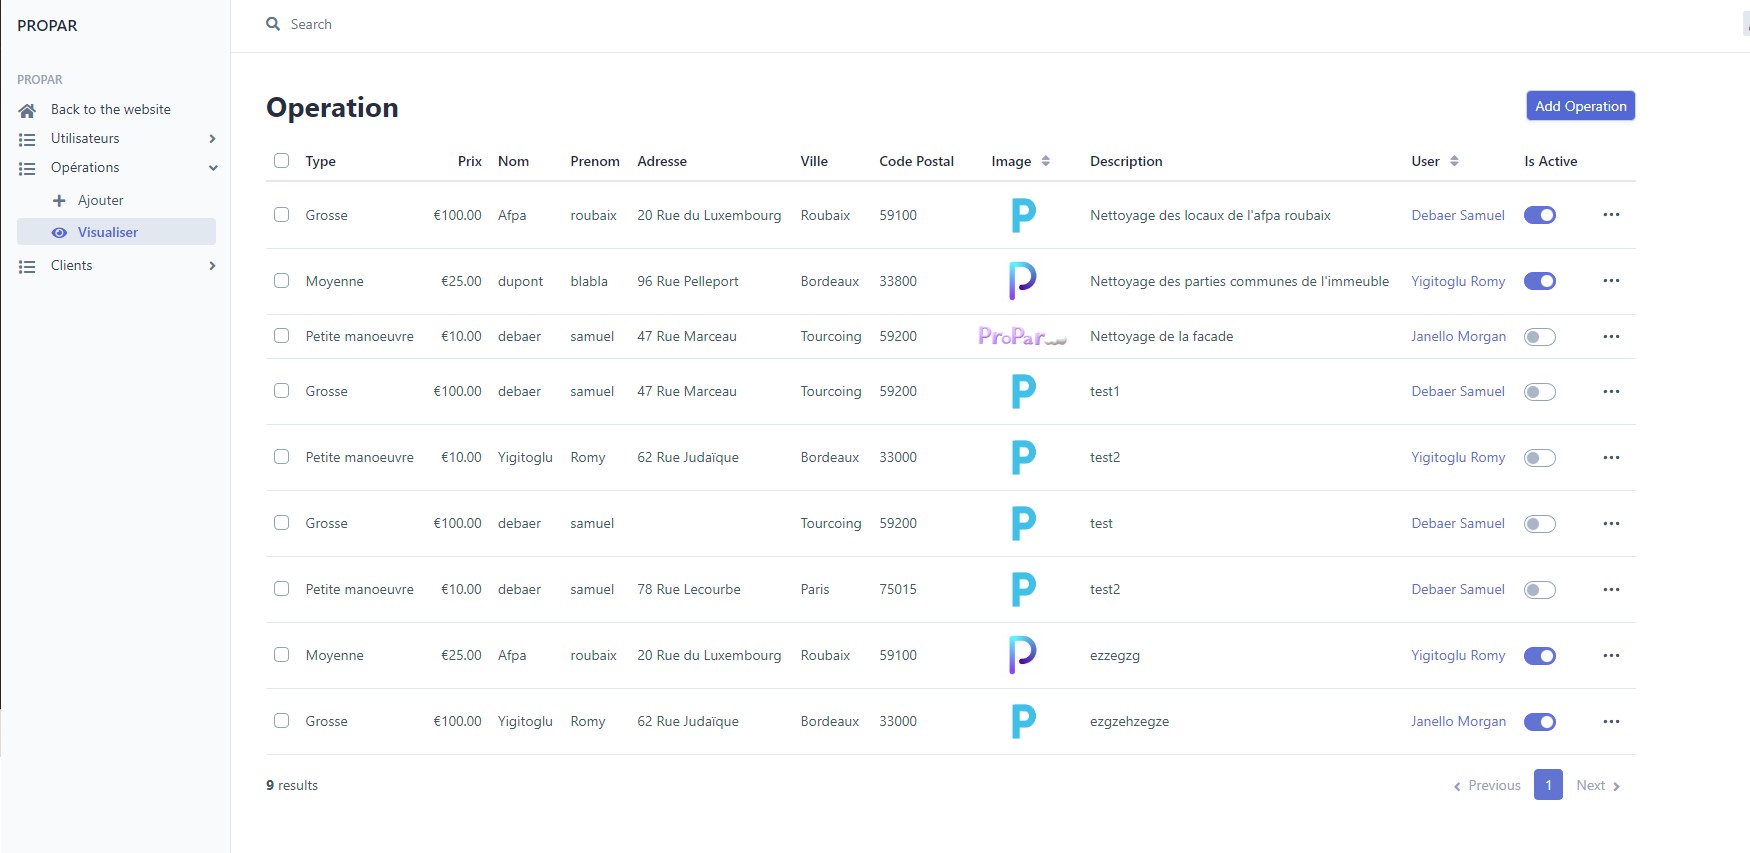 PROPAR
Search
PROPAR
Back to the website
Utilisateurs
Opérations
Ajouter
Visualiser
Clients
Operation
Add Operation
Type Prix Nom Prenom Adresse Ville Code Postal Image Description User Is Active
Grosse €100.00 Afpa roubaix 20 Rue du Luxembourg Roubaix 59100 P Nettoyage des locaux de l'afpa roubaix Debaer Samuel
Moyenne €25.00 dupont blabla 96 Rue Pelleport Bordeaux 33800 P Nettoyage des parties communes de l'immeuble Yigitoglu Romy
Petite manoeuvre €10.00 debaer samuel 47 Rue Marceau Tourcoing 59200 ProPar Nettoyage de la facade Janello Morgan
Grosse €100.00 debaer samuel 47 Rue Marceau Tourcoing 59200 P test1 Debaer Samuel
Petite manoeuvre €10.00 Yigitoglu Romy 62 Rue Judaïque Bordeaux 33000 P test2 Yigitoglu Romy
Grosse €100.00 debaer samuel Tourcoing 59200 P test Debaer Samuel
Petite manoeuvre €10.00 debaer samuel 78 Rue Lecourbe Paris 75015 P test2 Debaer Samuel
Moyenne €25.00 Afpa roubaix 20 Rue du Luxembourg Roubaix 59100 P ezzegzg Yigitoglu Romy
Grosse €100.00 Yigitoglu Romy 62 Rue Judaïque Bordeaux 33000 P ezgzehzegze Janello Morgan
9 results
Previous 1 Next